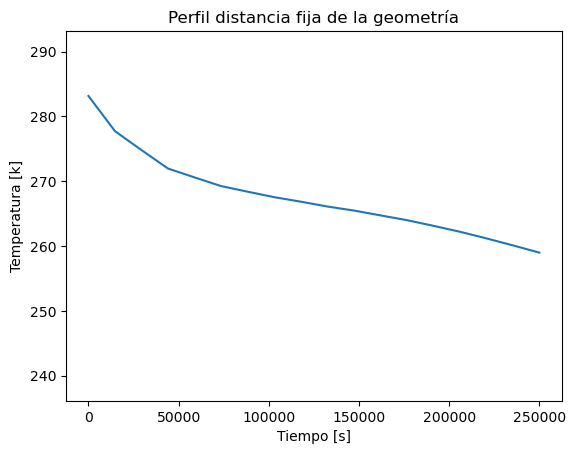 Perfil distancia fija de la geometría
290
280
270
260
250
240
Temperatura [k]
0 50000 100000 150000 200000 250000
Tiempo [s]